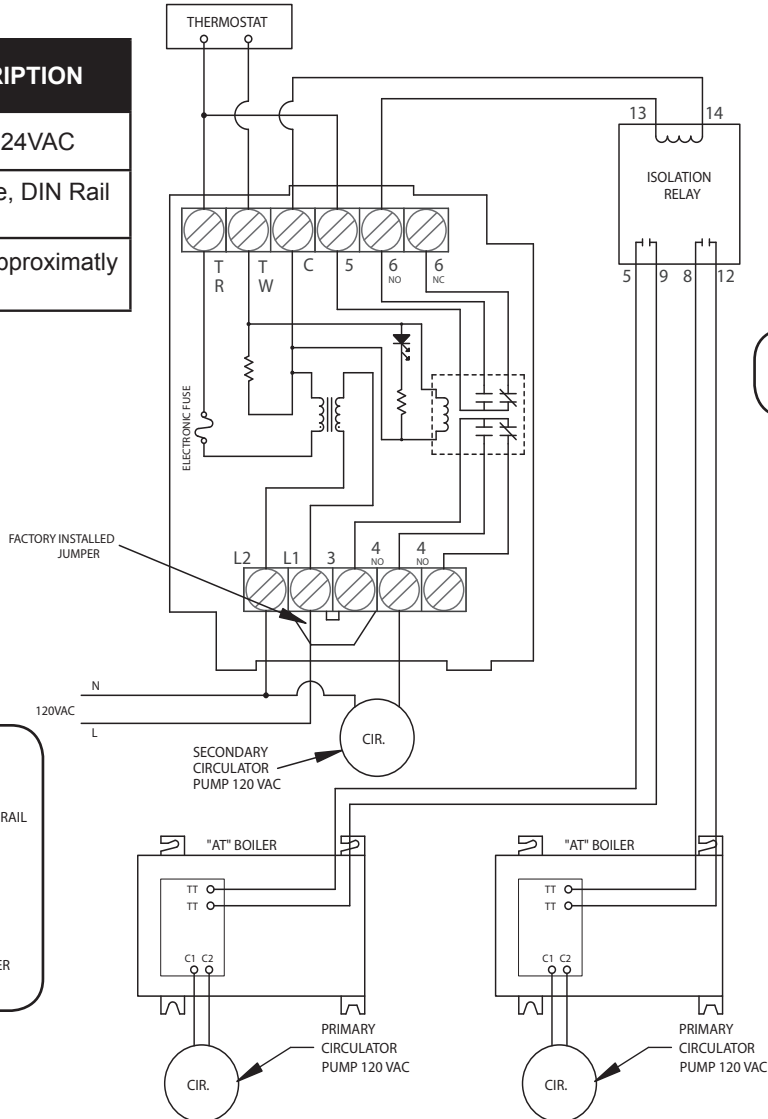 THERMOSTAT
RIPTION
24VAC
e, DIN Rail
pproximatly
13
14
ISOLATION
RELAY
5
9
8
12
T
R
T
W
C
5
6
NO
6
NC
ELECTRONIC FUSE
FACTORY INSTALLED
JUMPER
L2
L1
3
4
NO
4
NO
N
120VAC
L
CIR.
SECONDARY
CIRCULATOR
PUMP 120 VAC
RAIL
ER
"AT" BOILER
TT
TT
C1 C2
PRIMARY
CIRCULATOR
PUMP 120 VAC
CIR.
"AT" BOILER
TT
TT
C1 C2
PRIMARY
CIRCULATOR
PUMP 120 VAC
CIR.